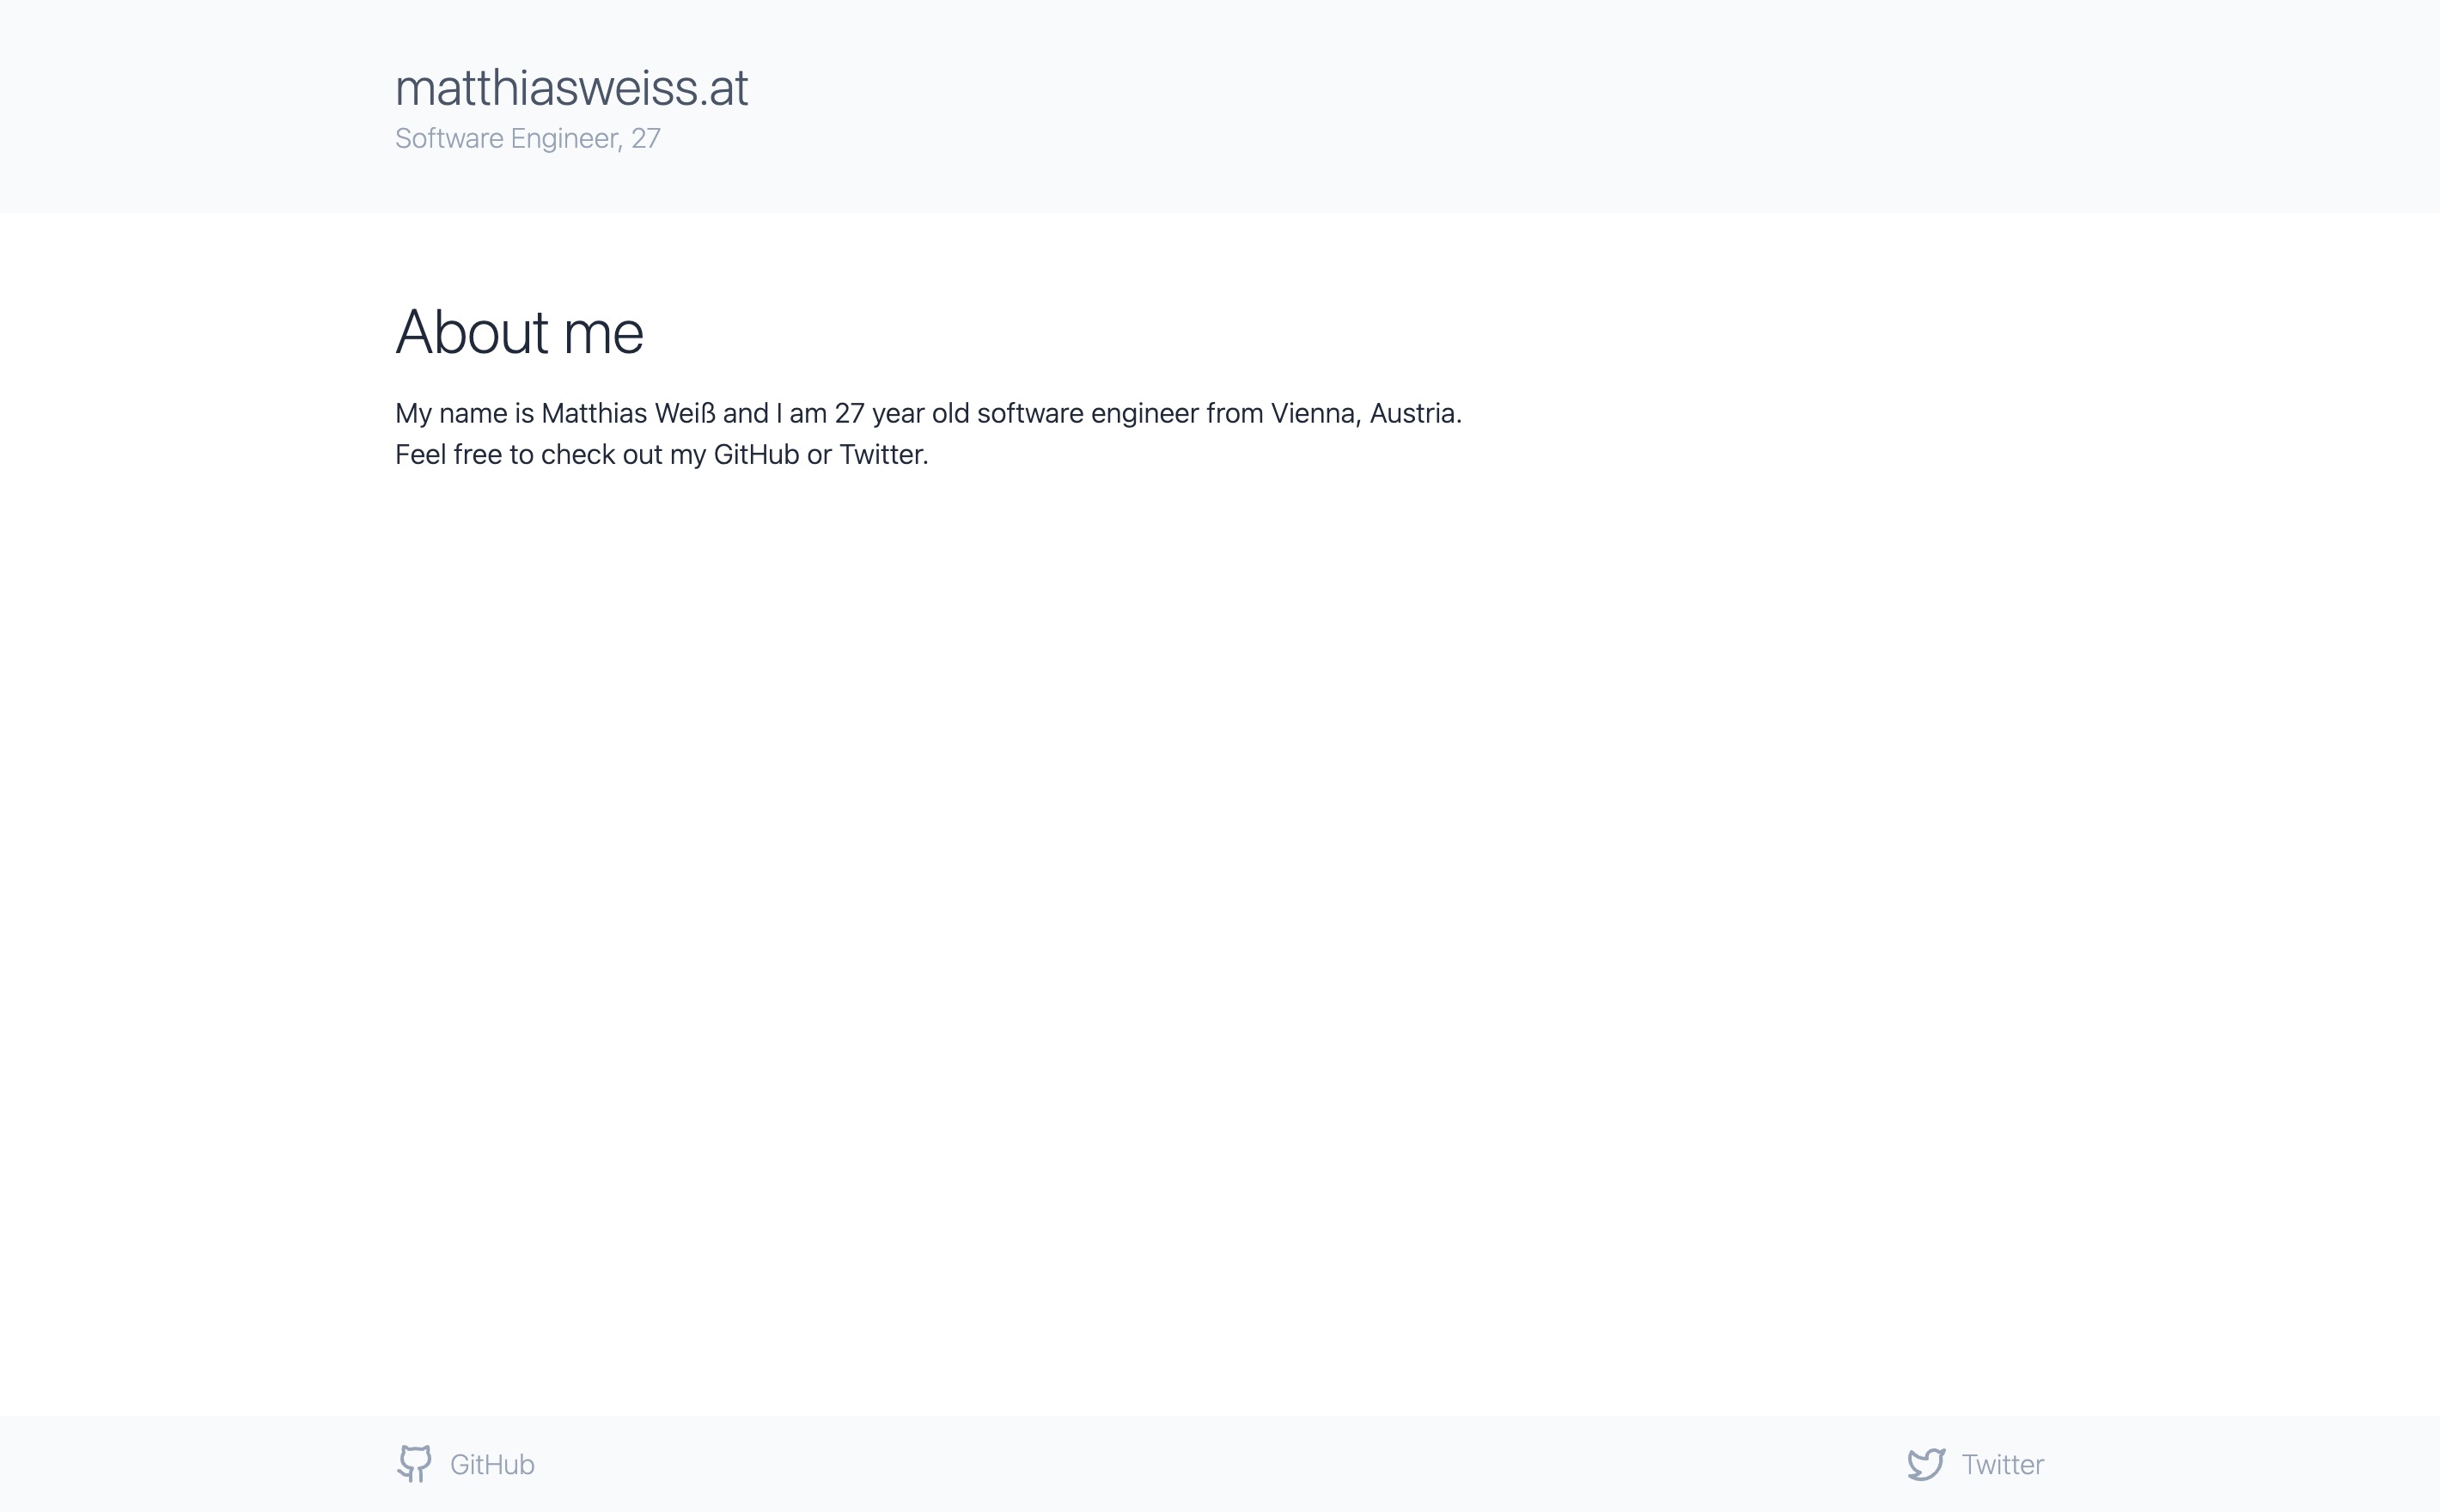 matthiasweiss.at
Software Engineer, 27
About me
My name is Matthias Weiß and I am 27 year old software engineer from Vienna, Austria.
Feel free to check out my GitHub or Twitter.
GitHub
Twitter